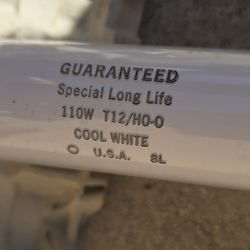 GUARANTEED
Special Long Life
110W T12/HO-O
COOL WHITE
U.S.A. SL